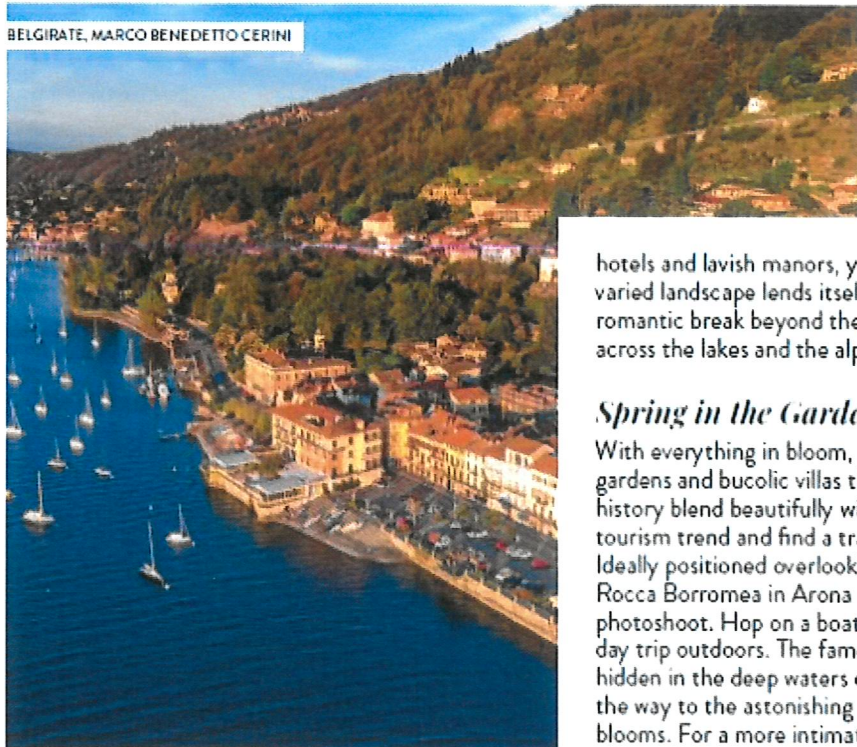 BELGIRATE, MARCO BENEDETTO CERINI
hotels and lavish manors,
varied landscape lends
romantic break beyond the
across the lakes and the
Spring in the
With everything in bloom,
gardens and bucolic villas
history blend beautifully
tourism trend and find a
Ideally positioned
Rocca Borromea in Arona
photoshoot. Hop on a boat
day trip outdoors. The
hidden in the deep waters
the way to the astonishing
blooms. For a more